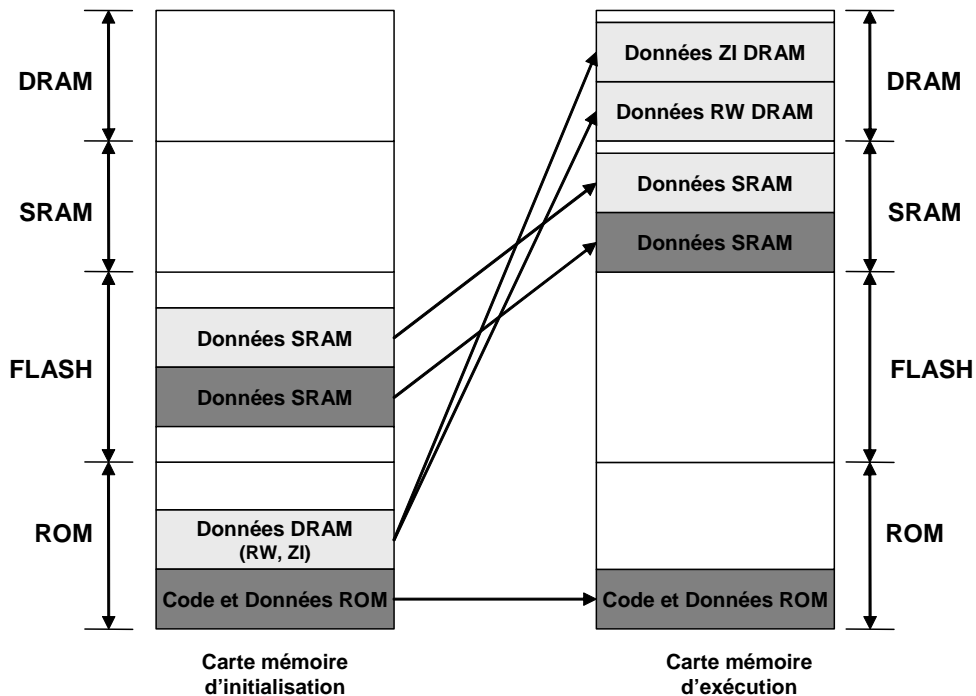 DRAM
SRAM
FLASH
ROM
Données SRAM
Données SRAM
Données DRAM
(RW, ZI)
Code et Données ROM
Carte mémoire
d'initialisation
Données ZI DRAM
Données RW DRAM
Données SRAM
Données SRAM
Code et Données ROM
Carte mémoire
d'exécution
DRAM
SRAM
FLASH
ROM